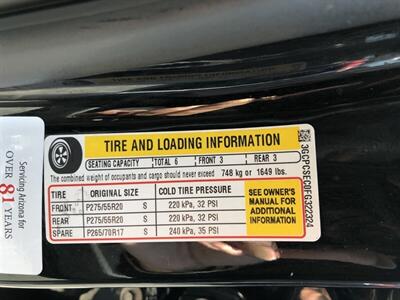 Servicing Arizona for
OVER
81
YEARS
TIRE AND LOADING INFORMATION
SEATING CAPACITY TOTAL 6 FRONT 3 REAR 3
The combined weight of occupants and cargo should never exceed 748 kg or 1649 lbs.
TIRE ORIGINAL SIZE COLD TIRE PRESSURE
FRONT P275/55R20 S 220 kPa, 32 PSI
REAR P275/55R20 S 220 kPa, 32 PSI
SPARE P265/70R17 S 240 kPa, 35 PSI
SEE OWNER'S
MANUAL FOR
ADDITIONAL
INFORMATION
3GCPCSEC0FG322324